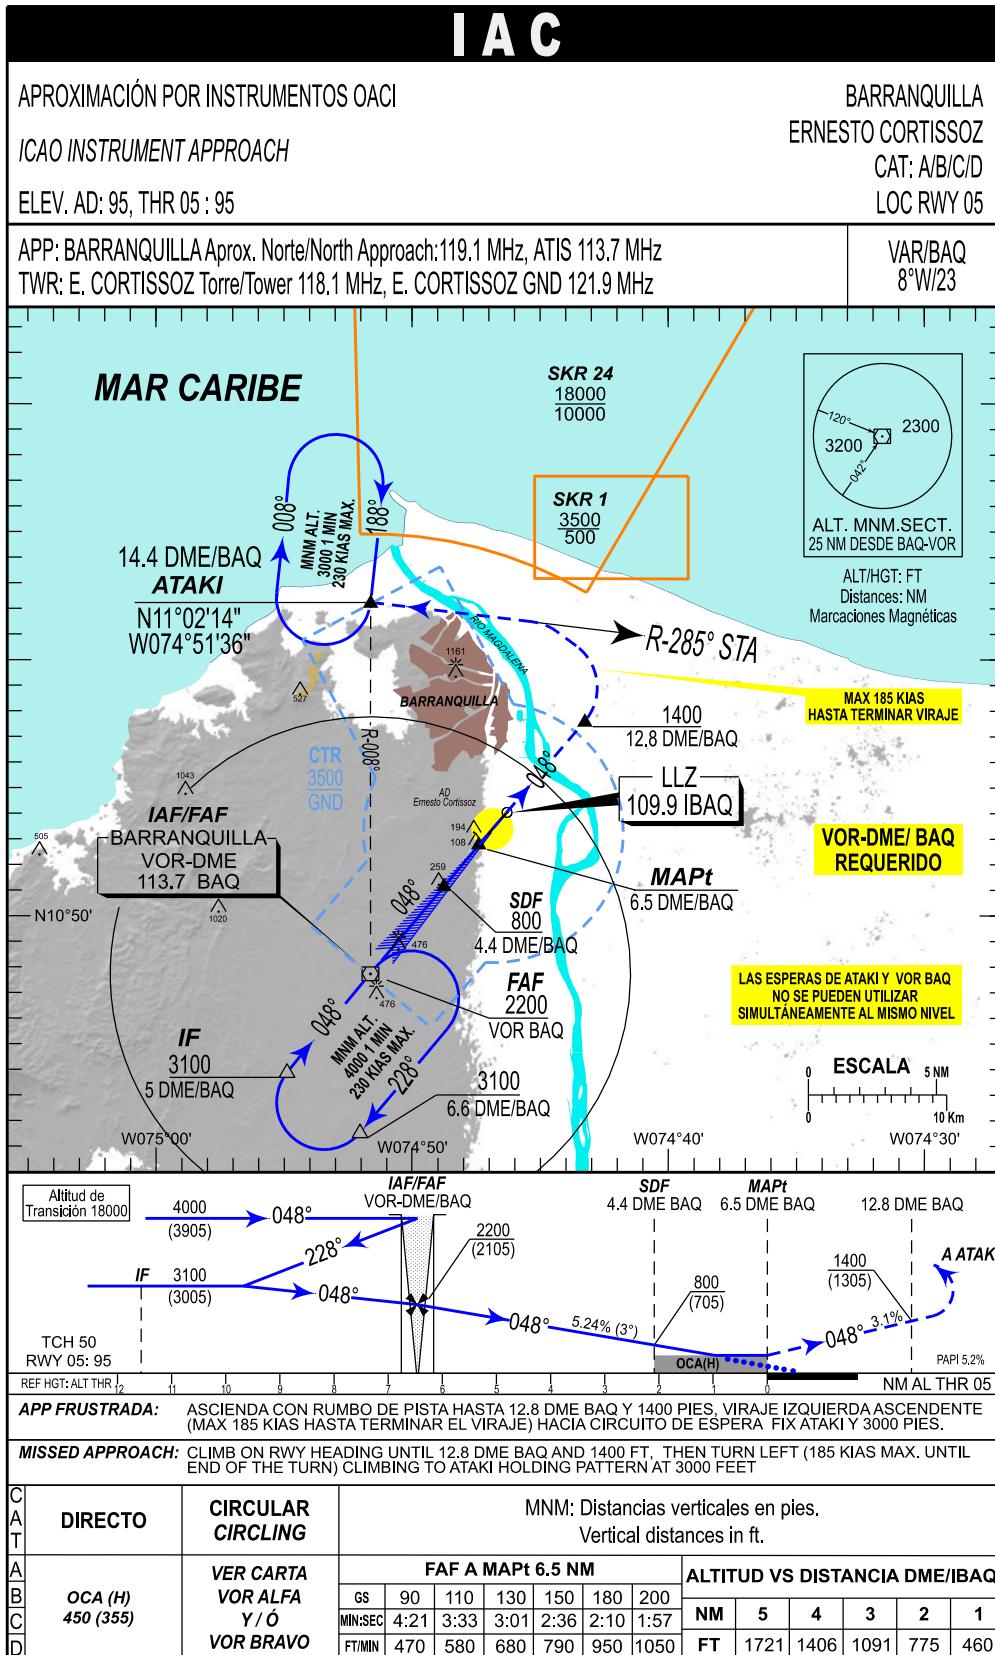 IAC
APROXIMACIÓN POR INSTRUMENTOS OACI
ICAO INSTRUMENT APPROACH
ELEV. AD: 95, THR 05 : 95
BARRANQUILLA
ERNESTO CORTISSOZ
CAT: A/B/C/D
LOC RWY 05
APP: BARRANQUILLA Aprox. Norte/North Approach:119.1 MHz, ATIS 113.7 MHz
TWR: E. CORTISSOZ Torre/Tower 118.1 MHz, E. CORTISSOZ GND 121.9 MHz
VAR/BAQ
8°W/23
MAR CARIBE
SKR 24
18000
10000
SKR 1
3500
500
120°
2300
3200
042°
ALT. MNM.SECT.
25 NM DESDE BAQ-VOR
ALT/HGT: FT
Distances: NM
Marcaciones Magnéticas
008°
188°
MNM ALT.
3000 1 MIN
230 KIAS MAX.
14.4 DME/BAQ
ATAKI
N11°02'14"
W074°51'36"
RIO MAGDALENA
R-285° STA
1161
BARRANQUILLA
527
MAX 185 KIAS
HASTA TERMINAR VIRAJE
1400
12.8 DME/BAQ
R-008°
CTR
3500
GND
048°
LLZ
109.9 IBAQ
1043
AD
Ernesto Cortissoz
IAF/FAF
BARRANQUILLA
VOR-DME
113.7 BAQ
505
194
108
VOR-DME/ BAQ
REQUERIDO
259
MAPt
6.5 DME/BAQ
048°
SDF
800
4.4 DME/BAQ
N10°50'
1020
476
FAF
2200
VOR BAQ
476
LAS ESPERAS DE ATAKI Y VOR BAQ
NO SE PUEDEN UTILIZAR
SIMULTÁNEAMENTE AL MISMO NIVEL
048°
IF
3100
5 DME/BAQ
MNM ALT.
4000 1 MIN
230 KIAS MAX.
228°
3100
6.6 DME/BAQ
ESCALA
0 5 NM
0 10 Km
W075°00'
W074°50'
W074°40'
W074°30'
Altitud de
Transición 18000
IAF/FAF
VOR-DME/BAQ
SDF
4.4 DME BAQ
MAPt
6.5 DME BAQ
12.8 DME BAQ
4000
(3905)
048°
228°
2200
(2105)
IF
3100
(3005)
048°
800
(705)
1400
(1305)
A ATAKI
048°
5.24% (3°)
048°
3.1%
TCH 50
RWY 05: 95
OCA(H)
PAPI 5,2%
REF HGT: ALT THR
12 11 10 9 8 7 6 5 4 3 2 1 0
NM AL THR 05
APP FRUSTRADA: ASCIENDA CON RUMBO DE PISTA HASTA 12.8 DME BAQ Y 1400 PIES, VIRAJE IZQUIERDA ASCENDENTE
(MAX 185 KIAS HASTA TERMINAR EL VIRAJE) HACIA CIRCUITO DE ESPERA FIX ATAKI Y 3000 PIES.
MISSED APPROACH: CLIMB ON RWY HEADING UNTIL 12.8 DME BAQ AND 1400 FT, THEN TURN LEFT (185 KIAS MAX. UNTIL
END OF THE TURN) CLIMBING TO ATAKI HOLDING PATTERN AT 3000 FEET
CAT
DIRECTO
CIRCULAR
CIRCLING
MNM: Distancias verticales en pies.
Vertical distances in ft.
A
B
C
D
OCA (H)
450 (355)
VER CARTA
VOR ALFA
Y / Ó
VOR BRAVO
FAF A MAPt 6.5 NM
GS 90 110 130 150 180 200
MIN:SEC 4:21 3:33 3:01 2:36 2:10 1:57
FT/MIN 470 580 680 790 950 1050
ALTITUD VS DISTANCIA DME/IBAQ
NM 5 4 3 2 1
FT 1721 1406 1091 775 460